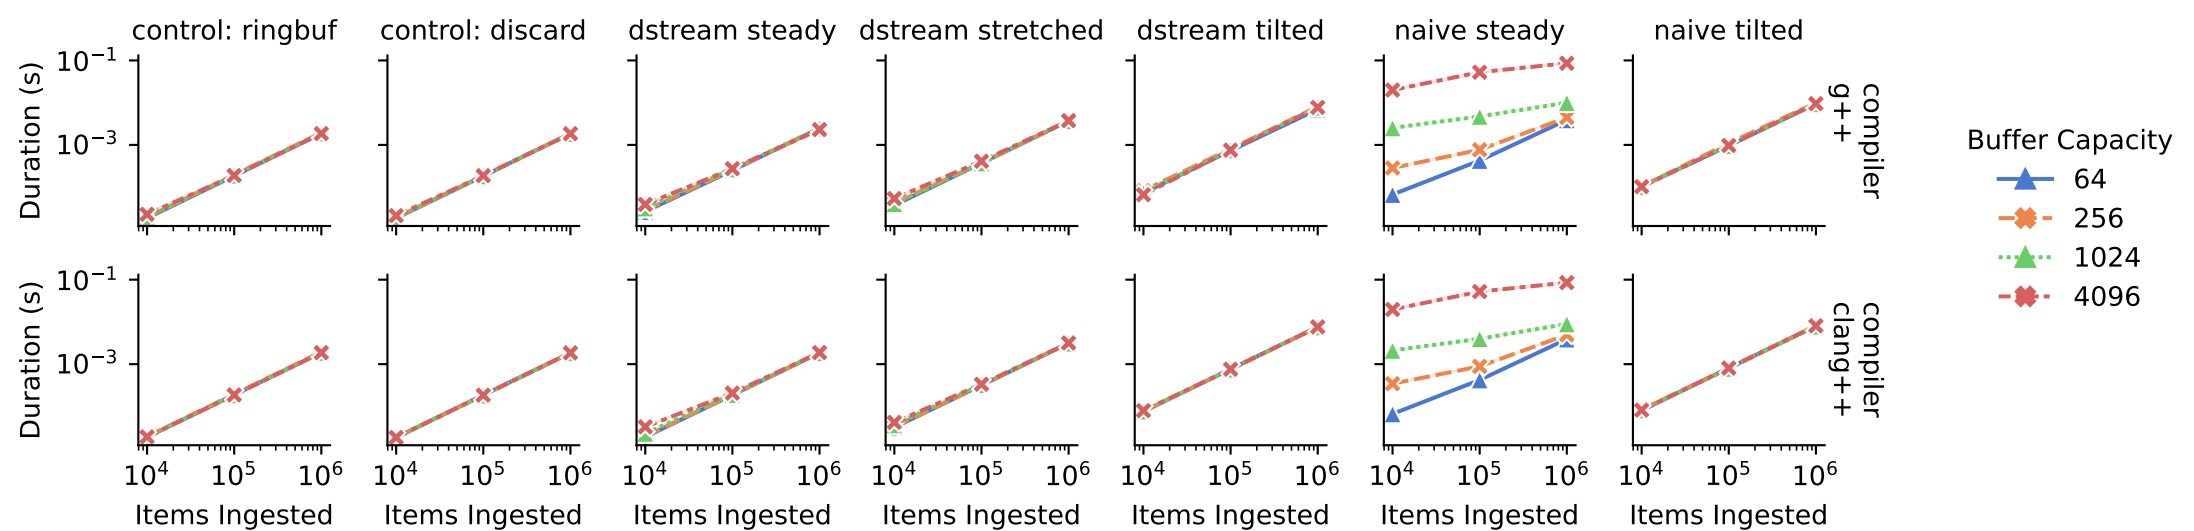 control: ringbuf
control: discard
dstream steady
dstream stretched
dstream tilted
naive steady
naive tilted
Duration (s)
10⁻¹
10⁻³
compiler
g++
Duration (s)
10⁻¹
10⁻³
compiler
clang++
10⁴ 10⁵ 10⁶
10⁴ 10⁵ 10⁶
10⁴ 10⁵ 10⁶
10⁴ 10⁵ 10⁶
10⁴ 10⁵ 10⁶
10⁴ 10⁵ 10⁶
10⁴ 10⁵ 10⁶
Items Ingested
Items Ingested
Items Ingested
Items Ingested
Items Ingested
Items Ingested
Items Ingested
Buffer Capacity
64
256
1024
4096